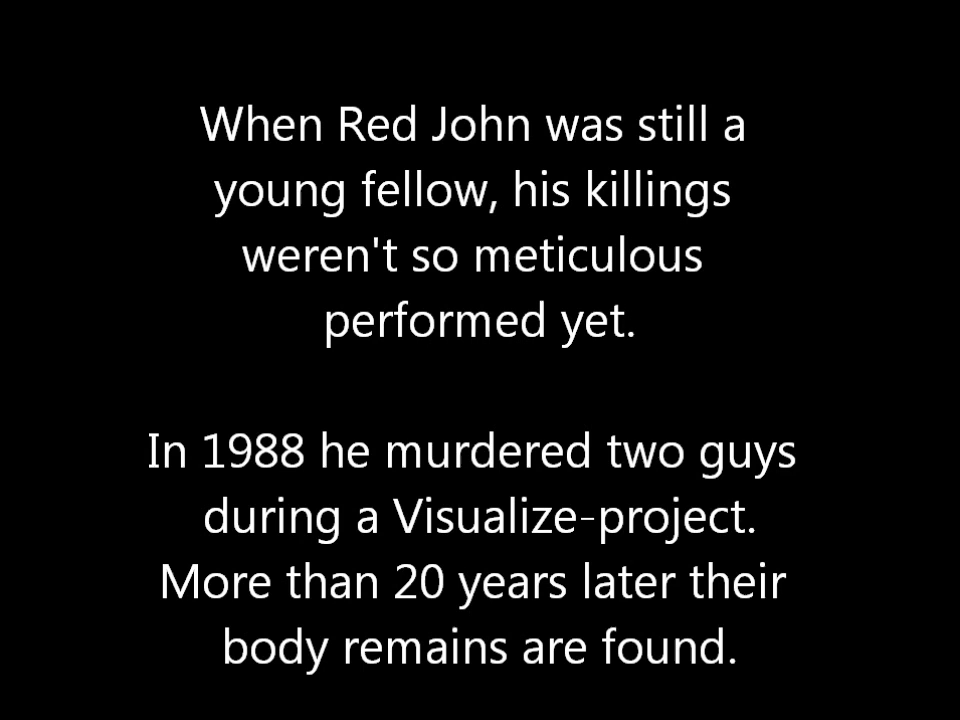 When Red John was still a
young fellow, his killings
weren't so meticulous
performed yet.
In 1988 he murdered two guys
during a Visualize-project.
More than 20 years later their
body remains are found.